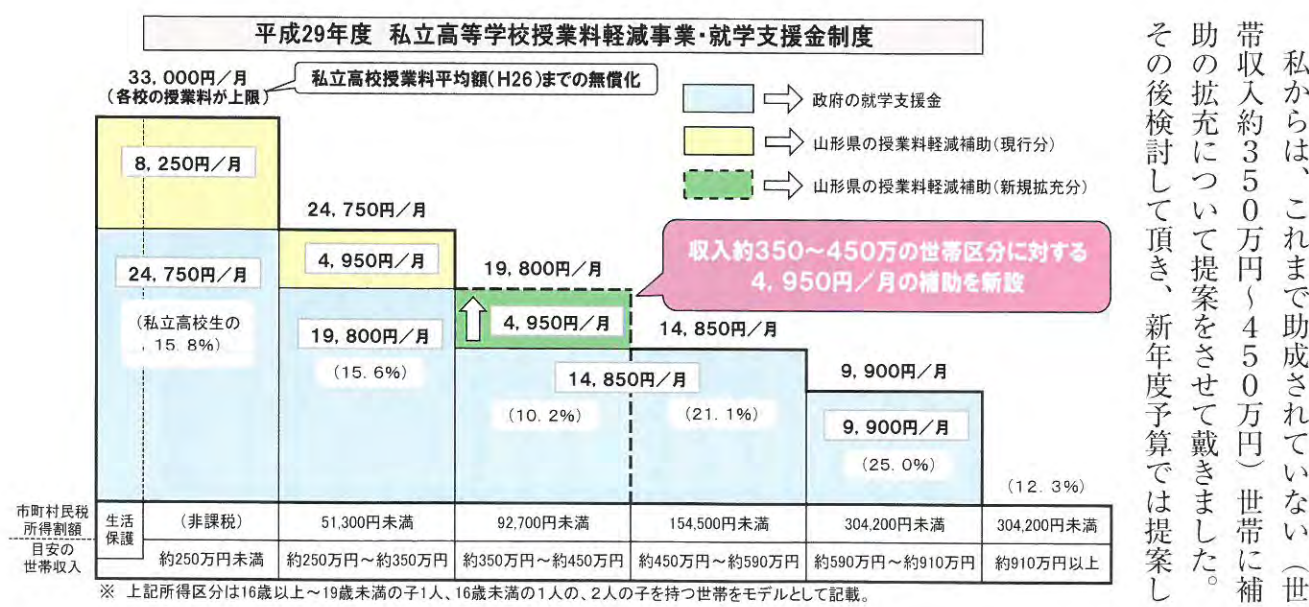 平成29年度 私立高等学校授業料軽減事業・就学支援金制度
33,000円／月
(各校の授業料が上限)
私立高校授業料平均額(H26)までの無償化
政府の就学支援金
山形県の授業料軽減補助(現行分)
山形県の授業料軽減補助(新規拡充分)
8,250円／月
24,750円／月
(私立高校生の
15.8%)
24,750円／月
4,950円／月
19,800円／月
(15.6%)
19,800円／月
4,950円／月
収入約350～450万の世帯区分に対する
4,950円／月の補助を新設
14,850円／月
14,850円／月
(10.2%)
(21.1%)
9,900円／月
9,900円／月
(25.0%)
(12.3%)
市町村民税
所得割額
生活
保護
(非課税)
51,300円未満
92,700円未満
154,500円未満
304,200円未満
304,200円未満
目安の
世帯収入
約250万円未満
約250万円～約350万円
約350万円～約450万円
約450万円～約590万円
約590万円～約910万円
約910万円以上
※ 上記所得区分は16歳以上～19歳未満の子1人、16歳未満の1人の、2人の子を持つ世帯をモデルとして記載。
私からは、これまで助成されていない（世
帯収入約３５０万円～４５０万円）世帯に補
助の拡充について提案をさせて戴きました。
その後検討して頂き、新年度予算では提案し